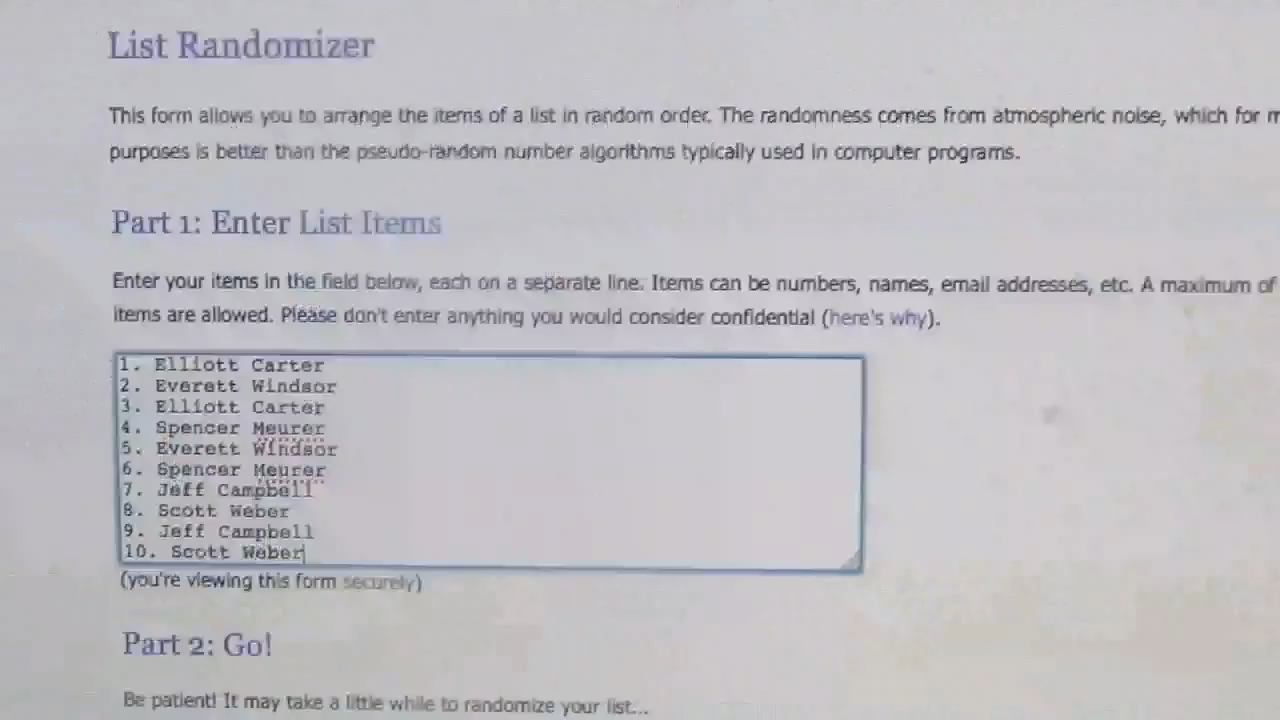 List Randomizer
This form allows you to arrange the items of a list in random order. The randomness comes from atmospheric noise, which for m
purposes is better than the pseudo-random number algorithms typically used in computer programs.
Part 1: Enter List Items
Enter your items in the field below, each on a separate line. Items can be numbers, names, email addresses, etc. A maximum of
items are allowed. Please don't enter anything you would consider confidential (here's why).
1. Elliott Carter
2. Everett Windsor
3. Elliott Carter
4. Spencer Meurer
5. Everett Windsor
6. Spencer Meurer
7. Jeff Campbell
8. Scott Weber
9. Jeff Campbell
10. Scott Weber
(you're viewing this form securely)
Part 2: Go!
Be patient! It may take a little while to randomize your list...